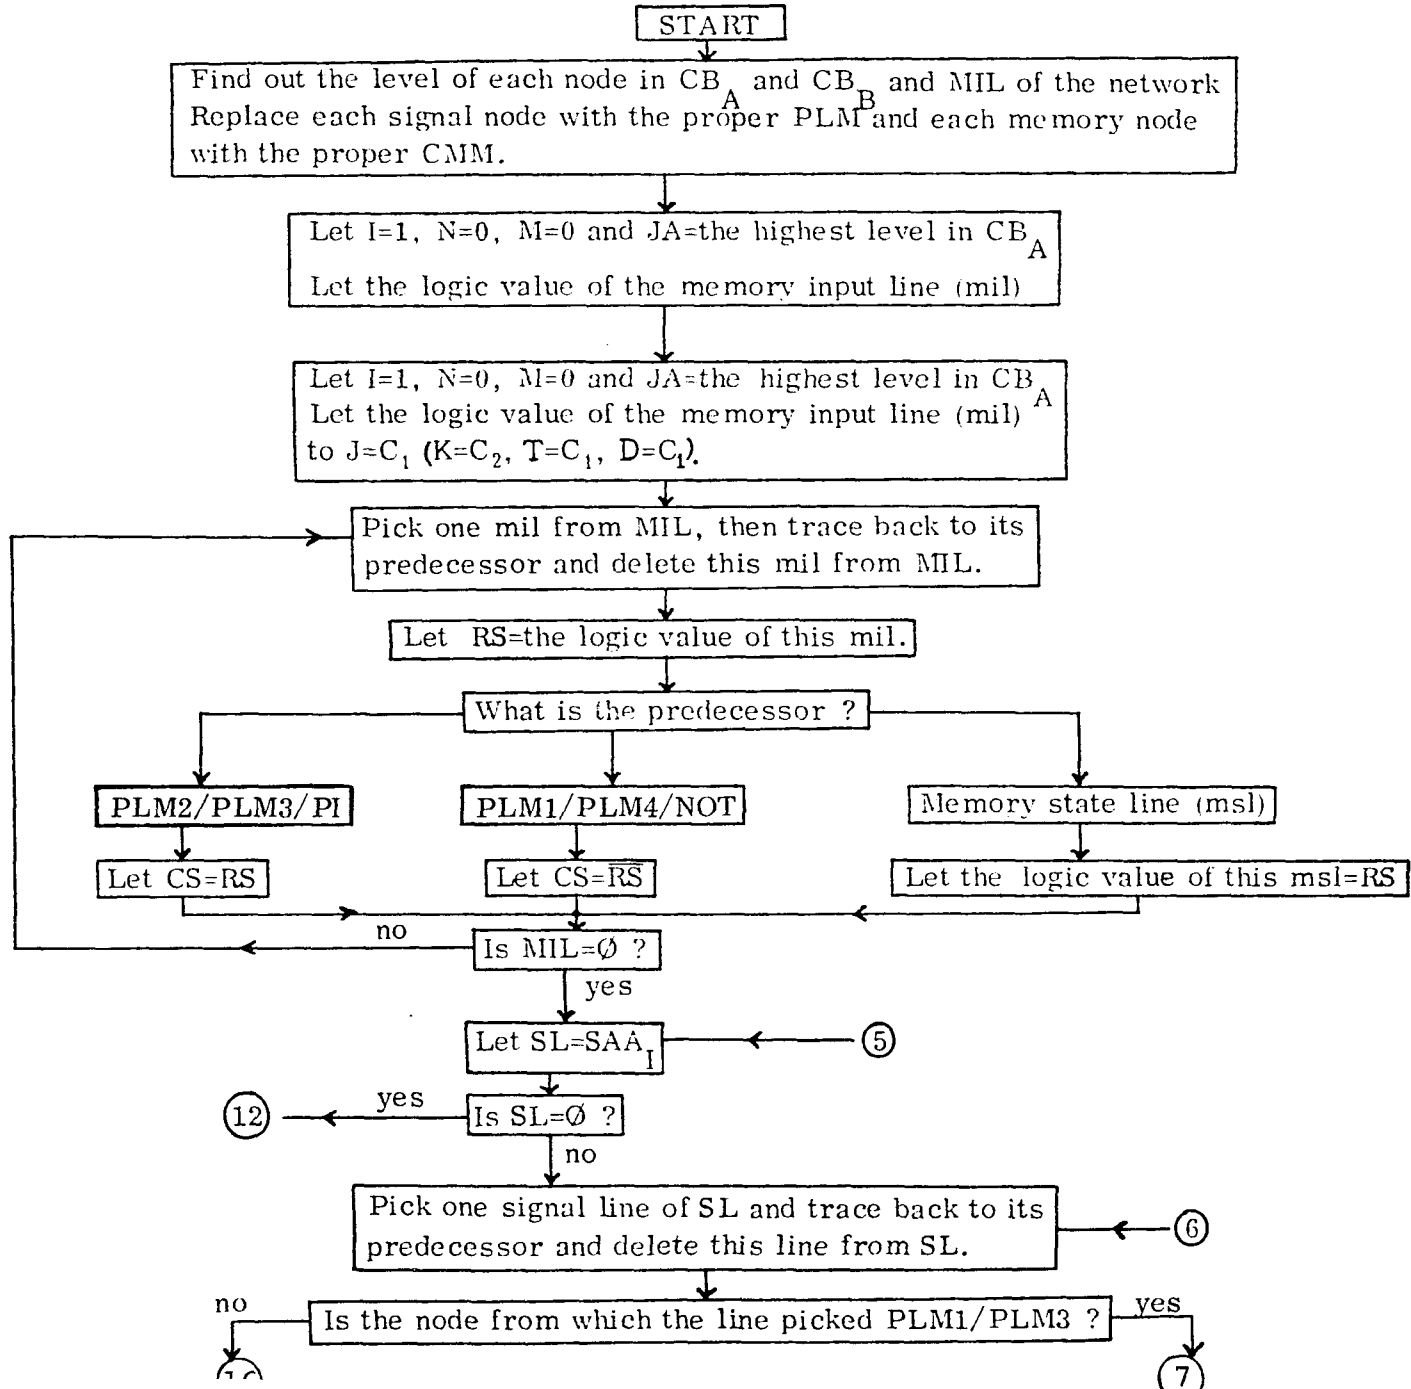 START
Find out the level of each node in CB_A and CB_B and MIL of the network
Replace each signal node with the proper PLM and each memory node
with the proper CMM.
Let I=1, N=0, M=0 and JA=the highest level in CB_A
Let the logic value of the memory input line (mil)
Let I=1, N=0, M=0 and JA=the highest level in CB_A
Let the logic value of the memory input line (mil)
to J=C₁ (K=C₂, T=C₁, D=C₁).
Pick one mil from MIL, then trace back to its
predecessor and delete this mil from MIL.
Let RS=the logic value of this mil.
What is the predecessor ?
PLM2/PLM3/PI
PLM1/PLM4/NOT
Memory state line (msl)
Let CS=RS
Let CS=R̅S̅
Let the logic value of this msl=RS
no
Is MIL=Ø ?
yes
Let SL=SAA_I
5
12
yes
Is SL=Ø ?
no
Pick one signal line of SL and trace back to its
predecessor and delete this line from SL.
6
no
Is the node from which the line picked PLM1/PLM3 ?
yes
7